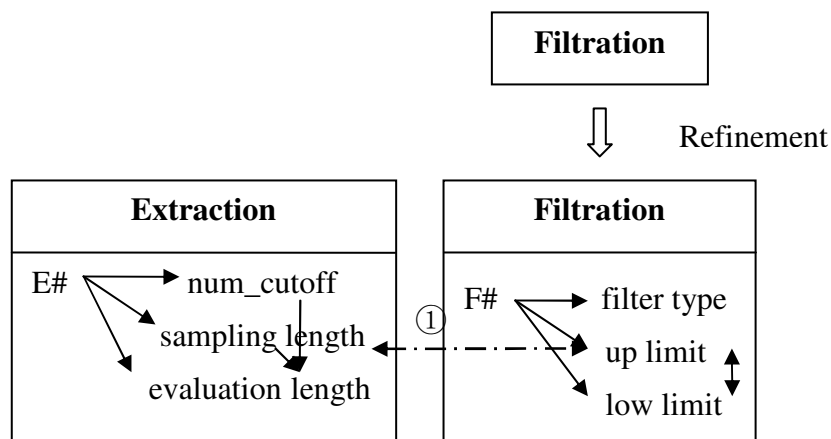 Filtration
Refinement
Extraction
Filtration
E#
num_cutoff
sampling length
evaluation length
①
F#
filter type
up limit
low limit